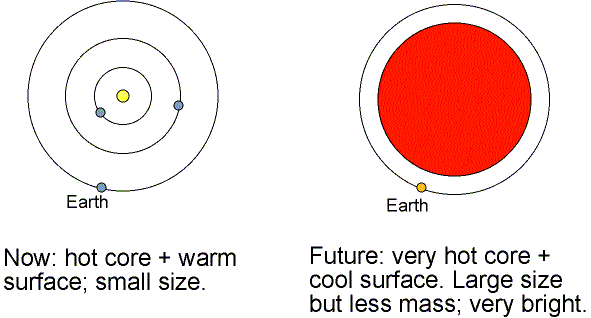 Earth
Now: hot core + warm
surface; small size.
Earth
Future: very hot core +
cool surface. Large size
but less mass; very bright.